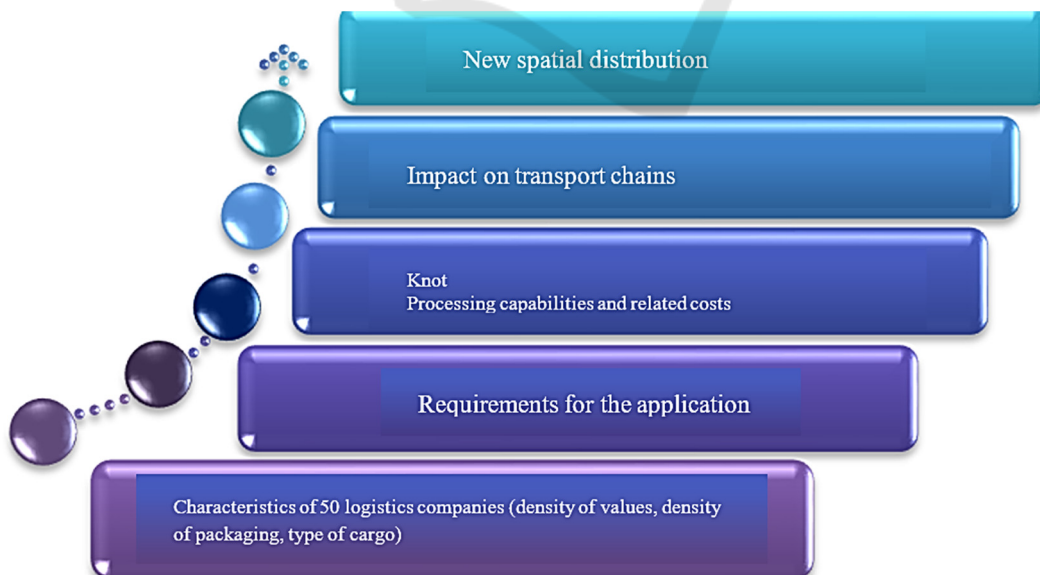 New spatial distribution
Impact on transport chains
Knot
Processing capabilities and related costs
Requirements for the application
Characteristics of 50 logistics companies (density of values, density
of packaging, type of cargo)